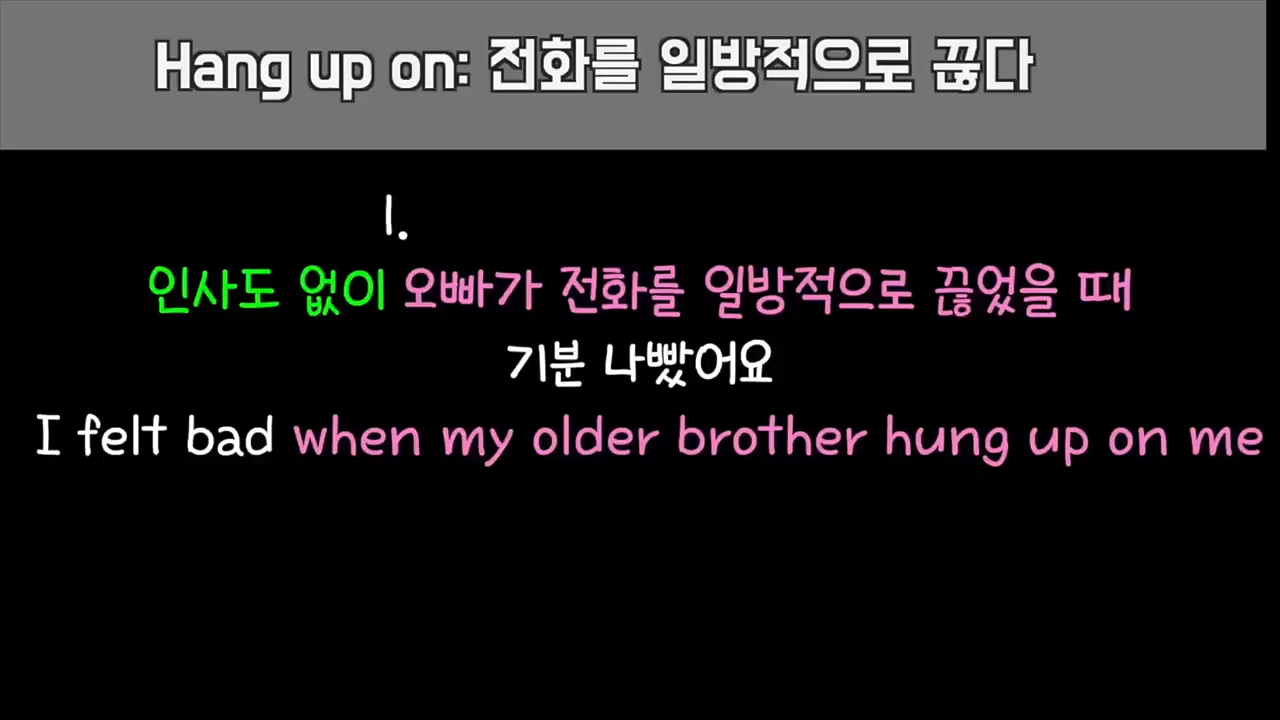 Hang up on: 전화를 일방적으로 끊다
1.
인사도 없이 오빠가 전화를 일방적으로 끊었을 때
기분 나빴어요
I felt bad when my older brother hung up on me